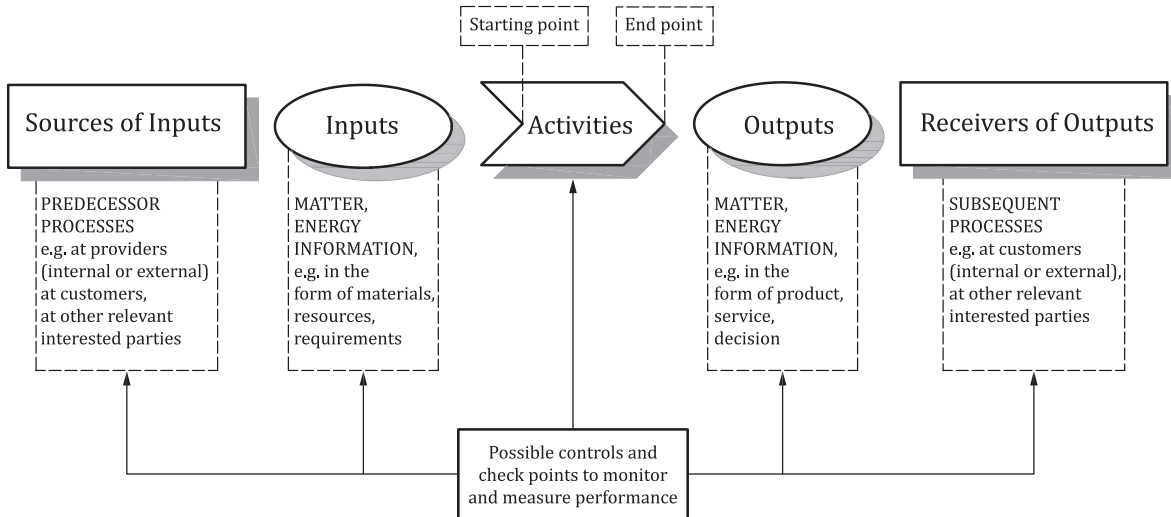 Starting point
End point
Sources of Inputs
Inputs
Activities
Outputs
Receivers of Outputs
PREDECESSOR
PROCESSES
e.g. at providers
(internal or external)
at customers,
at other relevant
interested parties
MATTER,
ENERGY
INFORMATION,
e.g. in the
form of materials,
resources,
requirements
MATTER,
ENERGY
INFORMATION,
e.g. in the
form of product,
service,
decision
SUBSEQUENT
PROCESSES
e.g. at customers
(internal or external),
at other relevant
interested parties
Possible controls and
check points to monitor
and measure performance